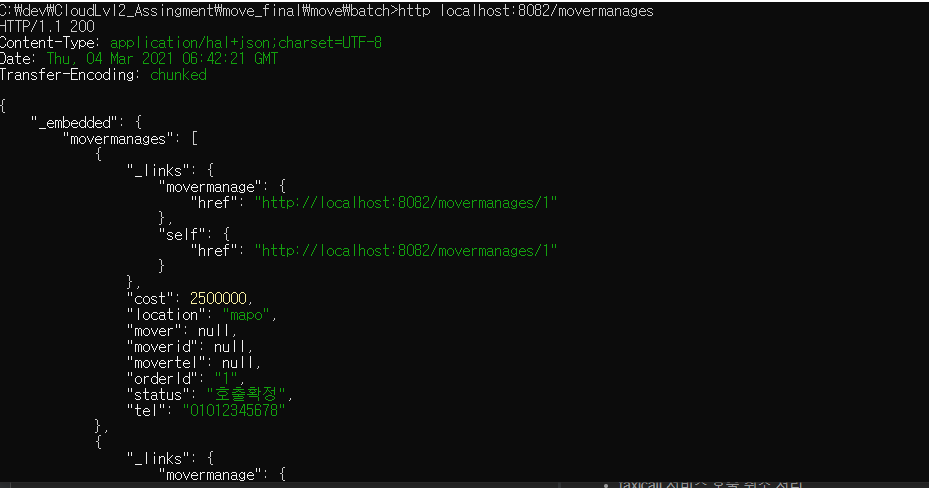 C:₩dev₩CloudLvl2_Assingment₩move_final₩move₩batch>http localhost:8082/movermanages
HTTP/1.1 200
Content-Type: application/hal+json;charset=UTF-8
Date: Thu, 04 Mar 2021 06:42:21 GMT
Transfer-Encoding: chunked
{
"_embedded": {
"movermanages": [
{
"_links": {
"movermanage": {
"href": "http://localhost:8082/movermanages/1"
},
"self": {
"href": "http://localhost:8082/movermanages/1"
}
},
"cost": 2500000,
"location": "mapo",
"mover": null,
"moverid": null,
"movertel": null,
"orderId": "1",
"status": "호출확정",
"tel": "01012345678"
},
{
"_links": {
"movermanage": {